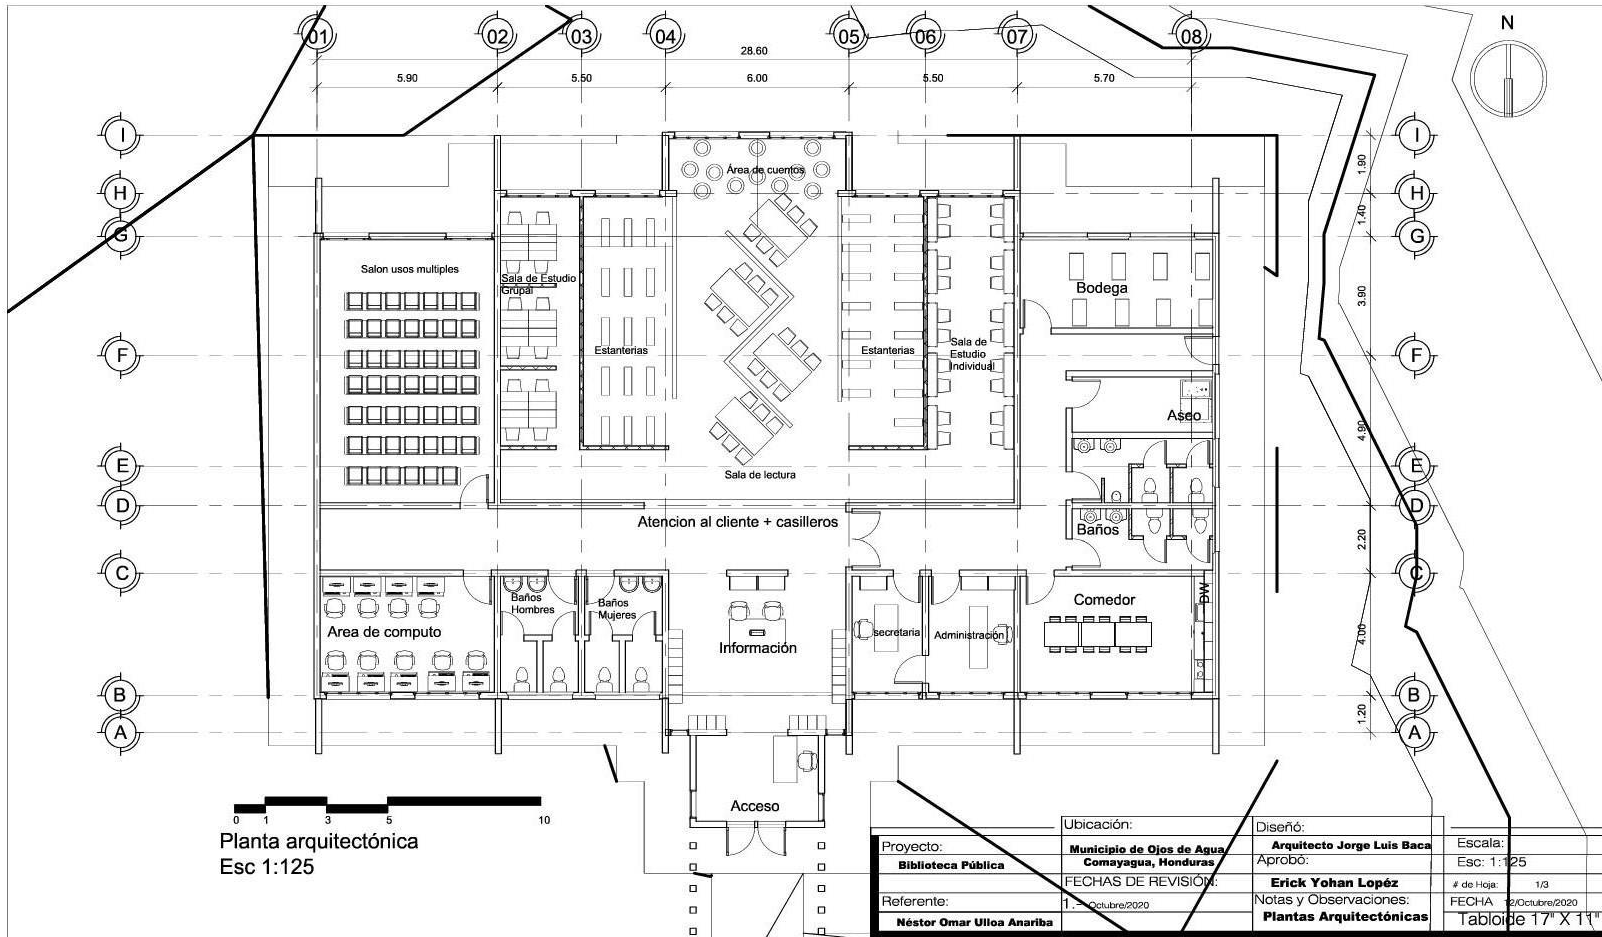 01 02 03 04 05 06 07 08
N
28.60
5.90 5.50 6.00 5.50 5.70
I I
1.90
Área de cuentos
H H
1.40
G G
Salon usos multiples
Sala de Estudio
Grupal
Bodega
3.90
Estanterias
Estanterias
Sala de
Estudio
Individual
F F
Aseo
4.90
E E
Sala de lectura
D D
Atencion al cliente + casilleros
Baños
2.20
C C
Baños
Hombres
Baños
Mujeres
Comedor
DW
Area de computo
secretaria
Administración
4.00
Información
B B
1.20
A A
Acceso
0 1 3 5 10
Planta arquitectónica
Esc 1:125
Proyecto:
Biblioteca Pública
Referente:
Néstor Omar Ulloa Anariba
Ubicación:
Municipio de Ojos de Agua
Comayagua, Honduras
FECHAS DE REVISIÓN:
1.- Octubre/2020
Diseñó:
Arquitecto Jorge Luis Baca
Aprobó:
Erick Yohan Lopéz
Notas y Observaciones:
Plantas Arquitectónicas
Escala:
Esc: 1:125
# de Hoja: 1/3
FECHA 12/Octubre/2020
Tabloide 17" X 11"